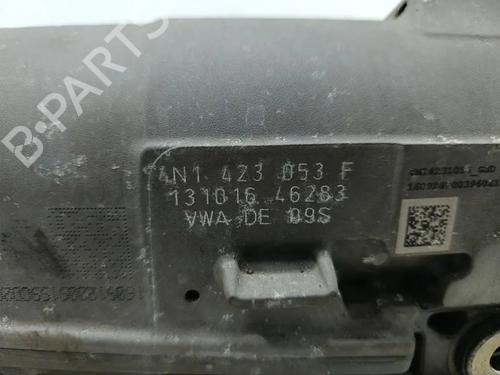 B-PARTS
4N1 423 053 F
131016 46283
VWA DE 09S